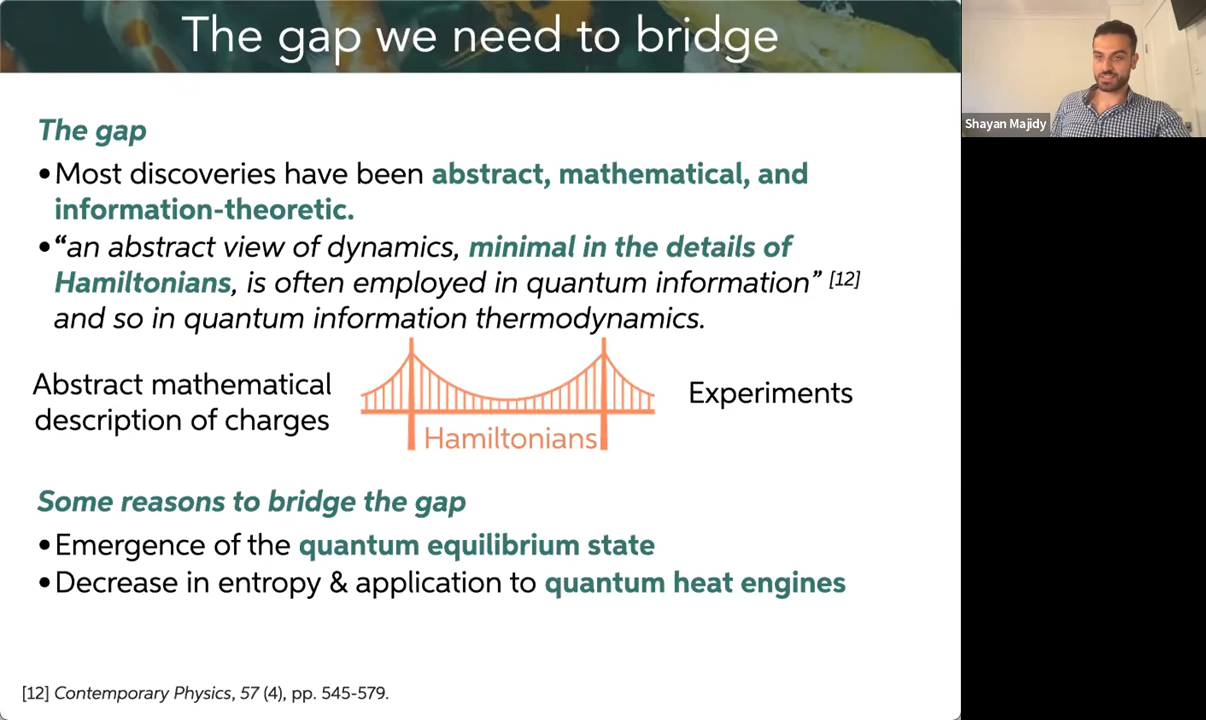 The gap we need to bridge
Shayan Majidy
The gap
•Most discoveries have been abstract, mathematical, and
information-theoretic.
•“an abstract view of dynamics, minimal in the details of
Hamiltonians, is often employed in quantum information” [12]
and so in quantum information thermodynamics.
Abstract mathematical
description of charges
Hamiltonians
Experiments
Some reasons to bridge the gap
•Emergence of the quantum equilibrium state
•Decrease in entropy & application to quantum heat engines
[12] Contemporary Physics, 57 (4), pp. 545-579.